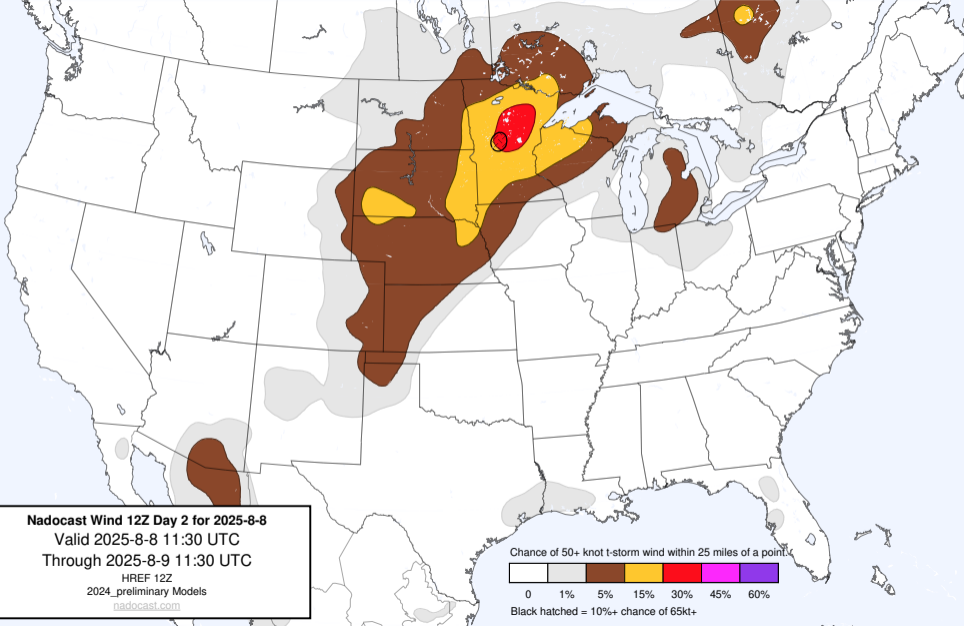 Nadocast Wind 12Z Day 2 for 2025-8-8
Valid 2025-8-8 11:30 UTC
Through 2025-8-9 11:30 UTC
HREF 12Z
2024_preliminary Models
nadocast.com
Chance of 50+ knot t-storm wind within 25 miles of a point.
0 1% 5% 15% 30% 45% 60%
Black hatched = 10%+ chance of 65kt+